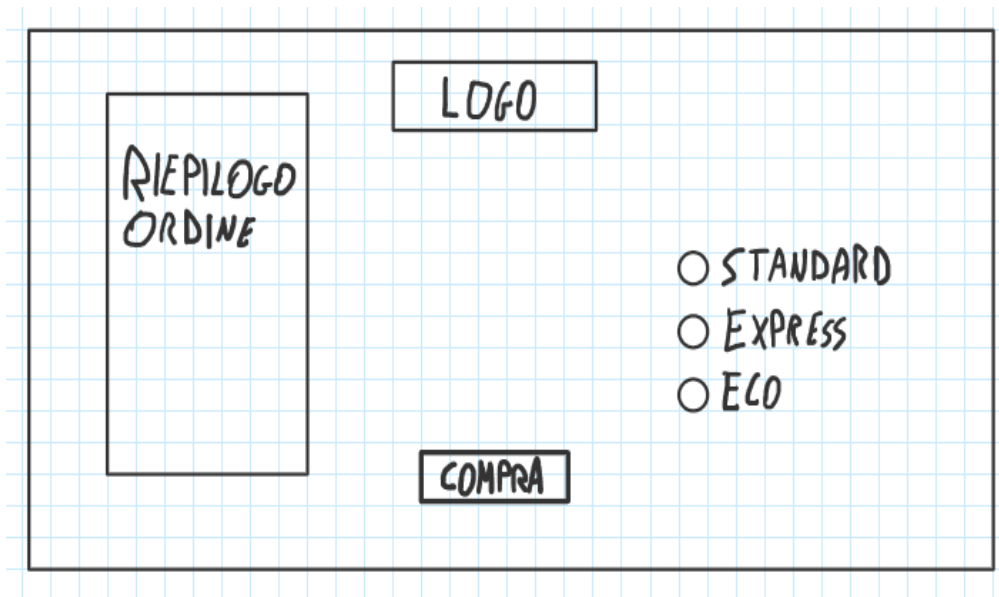 LOGO
RIEPILOGO
ORDINE
STANDARD
EXPRESS
ECO
COMPRA